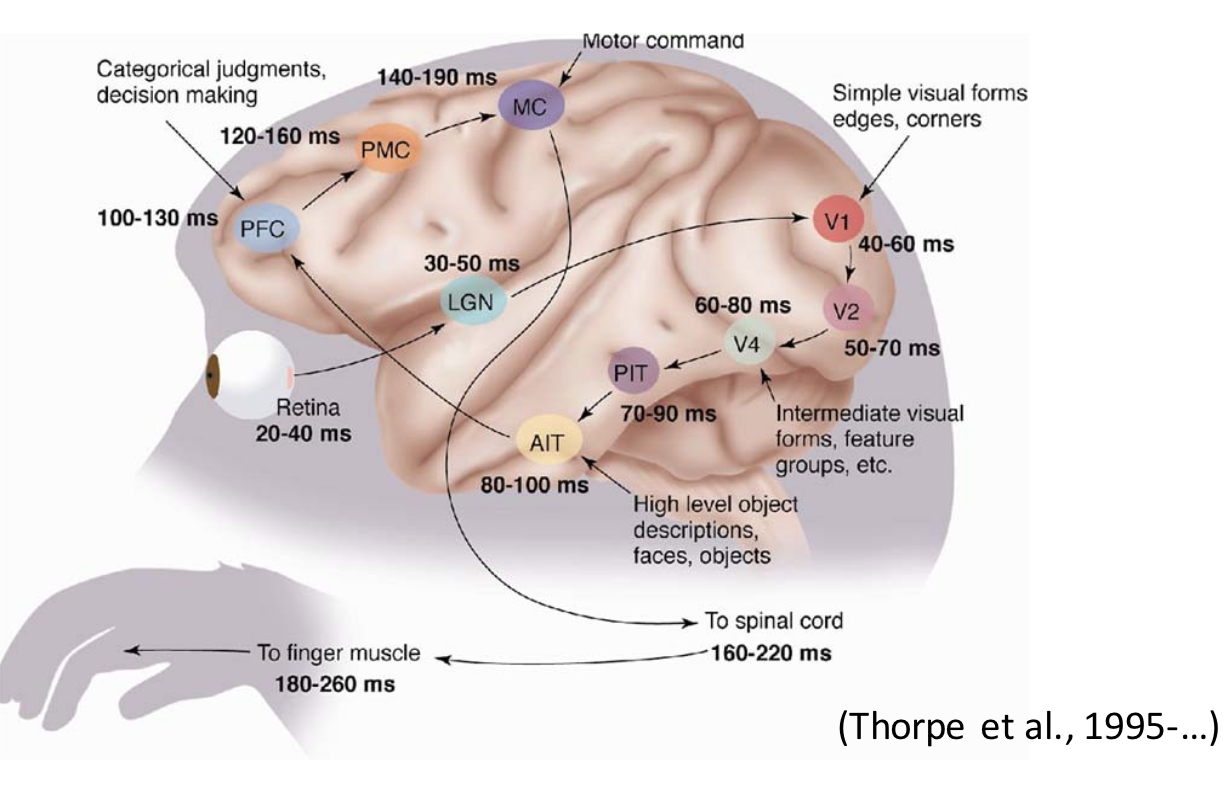 Motor command
Categorical judgments,
decision making
140-190 ms
MC
Simple visual forms
edges, corners
120-160 ms
PMC
100-130 ms
PFC
V1
40-60 ms
30-50 ms
LGN
60-80 ms
V2
V4
50-70 ms
PIT
Retina
20-40 ms
70-90 ms
Intermediate visual
forms, feature
groups, etc.
AIT
80-100 ms
High level object
descriptions,
faces, objects
To spinal cord
160-220 ms
To finger muscle
180-260 ms
(Thorpe et al., 1995-…)